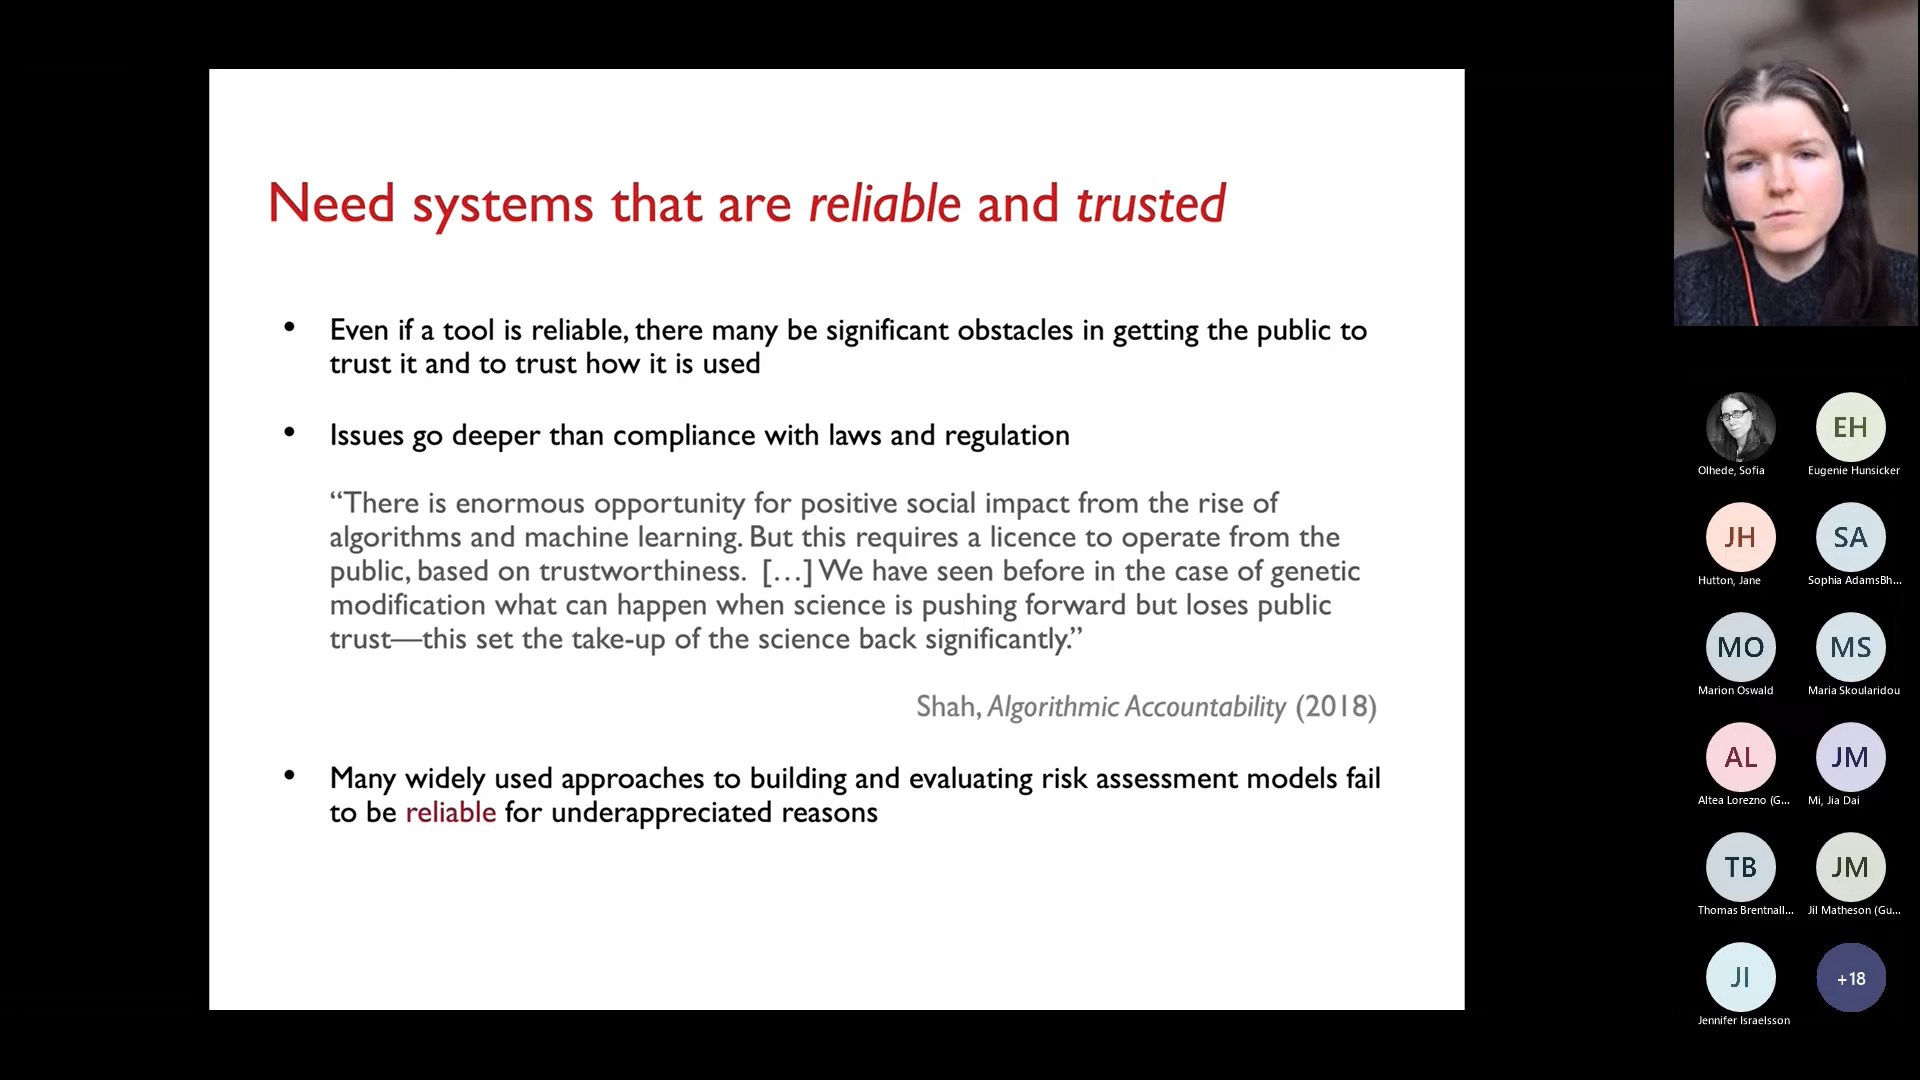 Need systems that are reliable and trusted
• Even if a tool is reliable, there many be significant obstacles in getting the public to
trust it and to trust how it is used
• Issues go deeper than compliance with laws and regulation
“There is enormous opportunity for positive social impact from the rise of
algorithms and machine learning. But this requires a licence to operate from the
public, based on trustworthiness. […] We have seen before in the case of genetic
modification what can happen when science is pushing forward but loses public
trust—this set the take-up of the science back significantly.”
Shah, Algorithmic Accountability (2018)
• Many widely used approaches to building and evaluating risk assessment models fail
to be reliable for underappreciated reasons
EH
Olhede, Sofia
Eugenie Hunsicker
JH
SA
Hutton, Jane
Sophia AdamsBh...
MO
MS
Marion Oswald
Maria Skoularidou
AL
JM
Altea Lorezno (G...
Mi, Jia Dai
TB
JM
Thomas Brentnall...
Jil Matheson (Gu...
JI
+18
Jennifer Israelsson